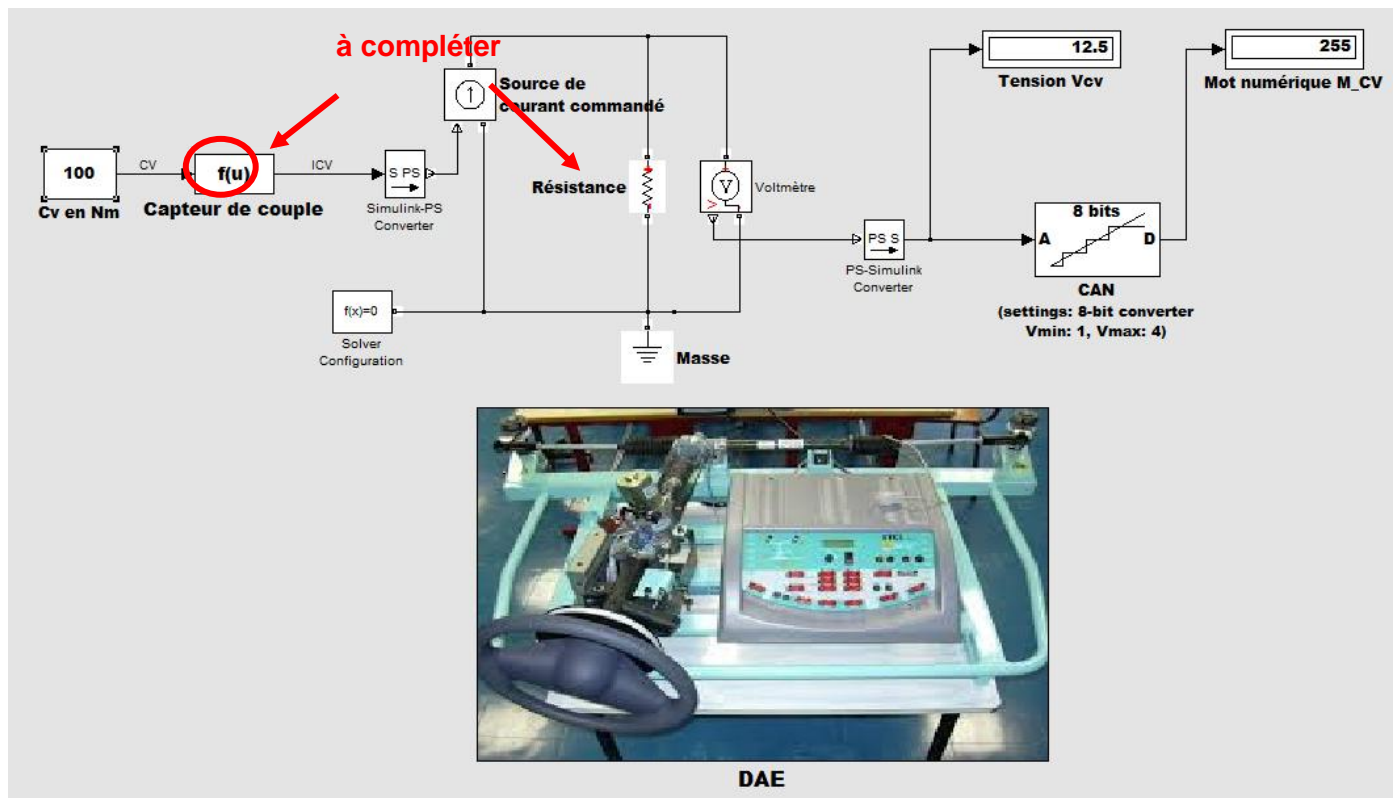 à compléter
12.5
Tension Vcv
255
Mot numérique M_CV
Source de
courant commandé
100
Cv en Nm
CV
f(u)
Capteur de couple
ICV
S PS
Simulink-PS
Converter
Résistance
V
Voltmètre
PS S
PS-Simulink
Converter
8 bits
A
D
CAN
(settings: 8-bit converter
Vmin: 1, Vmax: 4)
f(x)=0
Solver
Configuration
Masse
DAE